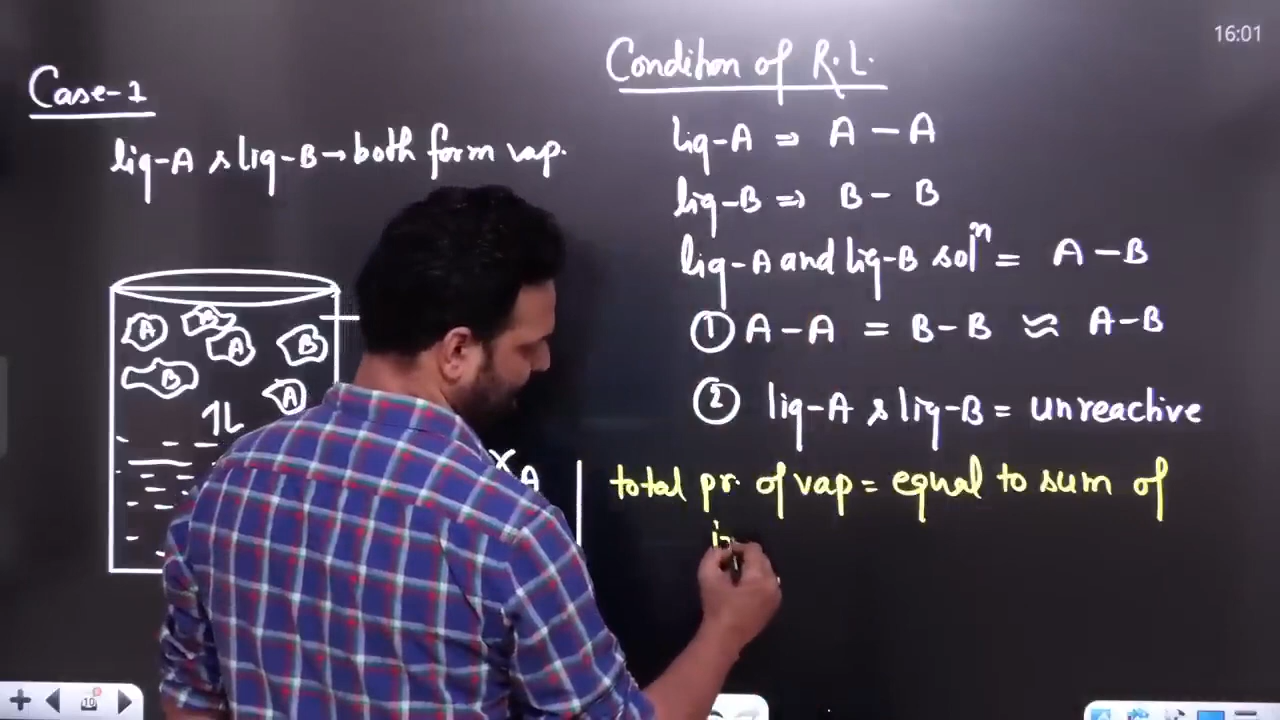 16:01
Case-1
liq-A & liq-B → both form vap.
A
B
A
B
B
A
1L
X A
Condition of R.L.
liq-A ⇒ A – A
liq-B ⇒ B – B
liq-A and liq-B solⁿ = A – B
① A – A = B – B ≈ A – B
② liq-A & liq-B = unreactive
total pr. of vap = equal to sum of
10